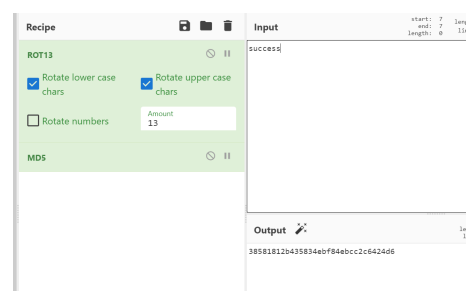 Recipe
ROT13
Rotate lower case chars
Rotate upper case chars
Rotate numbers
Amount
13
MD5
Input
start: 7
end: 7
length: 0
success
Output
38581812b435834ebf84ebcc2c6424d6